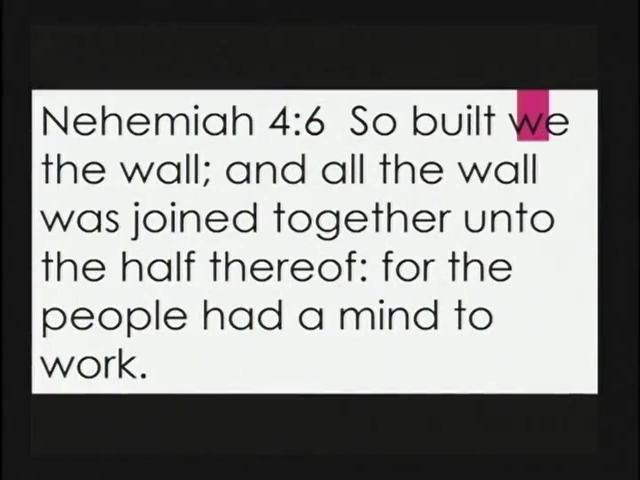 Nehemiah 4:6  So built we
the wall; and all the wall
was joined together unto
the half thereof: for the
people had a mind to
work.